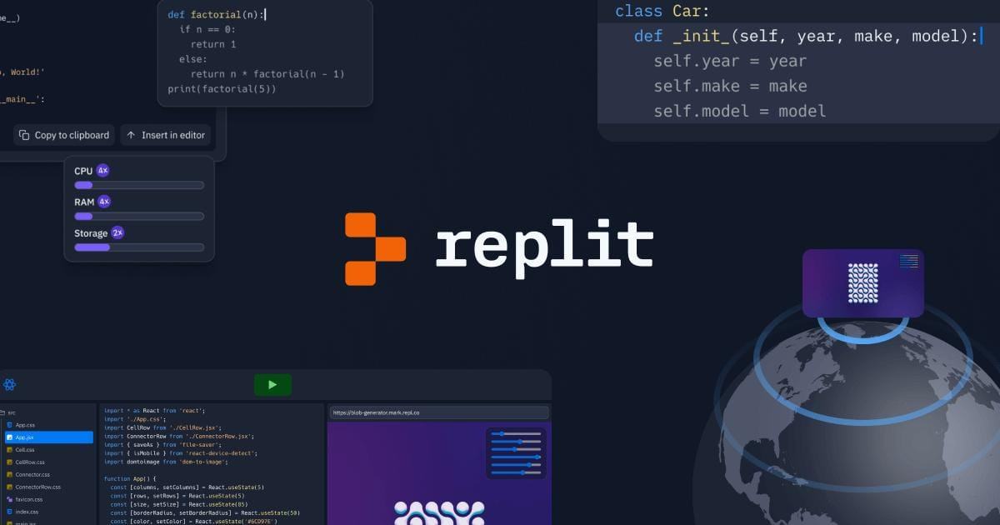 me__)
, World!'
__main__':
Copy to clipboard
Insert in editor
def factorial(n):
if n == 0:
return 1
else:
return n * factorial(n - 1)
print(factorial(5))
class Car:
def _init_(self, year, make, model):
self.year = year
self.make = make
self.model = model
CPU 4x
RAM 4x
Storage 2x
replit
src
App.css
App.jsx
Cell.css
CellRow.css
Connector.css
ConnectorRow.css
favicon.css
index.css
main.jsx
import * as React from 'react';
import './App.css';
import CellRow from './CellRow.jsx';
import ConnectorRow from './ConnectorRow.jsx';
import { saveAs } from 'file-saver';
import { isMobile } from 'react-device-detect';
import domtoimage from 'dom-to-image';
function App() {
const [columns, setColumns] = React.useState(5)
const [rows, setRows] = React.useState(5)
const [size, setSize] = React.useState(85)
const [borderRadius, setBorderRadius] = React.useState(50)
const [color, setColor] = React.useState('#6CD97E')
https://blob-generator.mark.repl.co